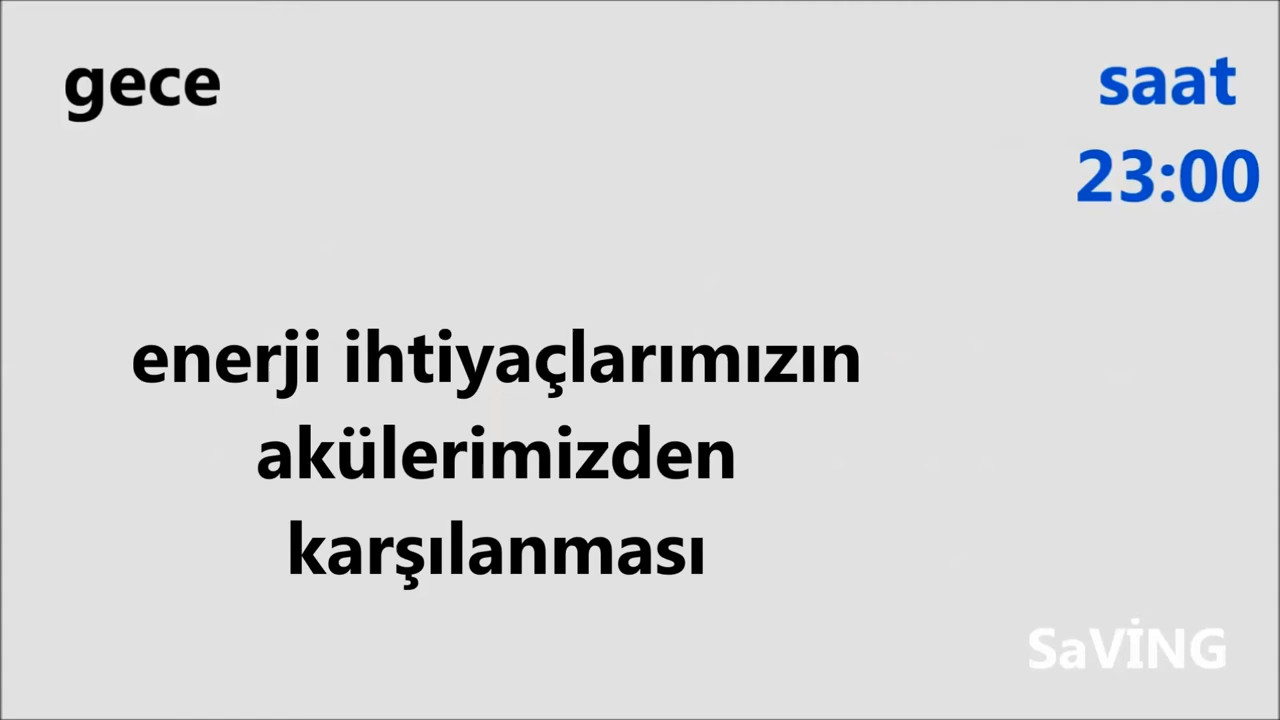 gece
saat
23:00
enerji ihtiyaçlarımızın
akülerimizden
karşılanması
SaVİNG